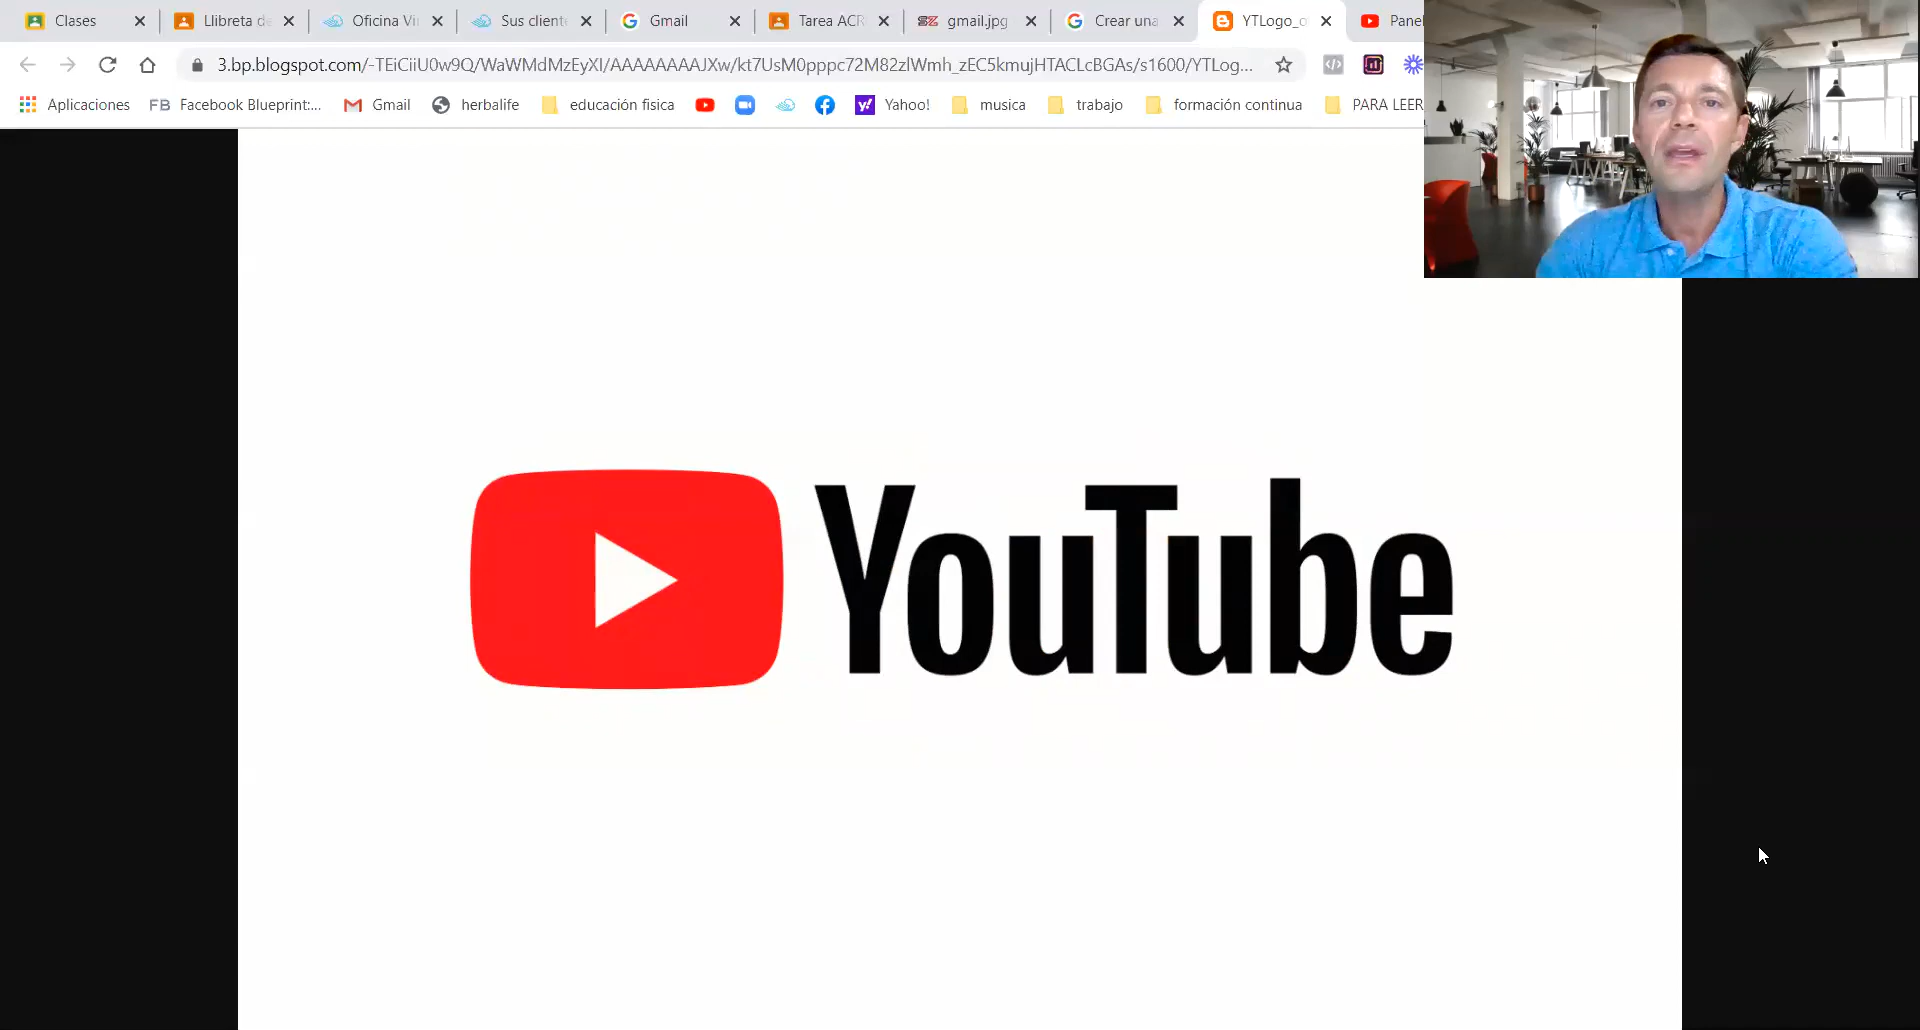 Clases
Llibreta de
Oficina Vi
Sus cliente
Gmail
Tarea ACR
SZ gmail.jpg
Crear una
YTLogo_o
Panel
3.bp.blogspot.com/-TEiCiiU0w9Q/WaWMdMzEyXI/AAAAAAAAJXw/kt7UsM0pppc72M82zlWmh_zEC5kmujHTACLcBGAs/s1600/YTLog...
Aplicaciones
FB Facebook Blueprint:...
Gmail
herbalife
educación fisica
Yahoo!
musica
trabajo
formación continua
PARA LEER
YouTube